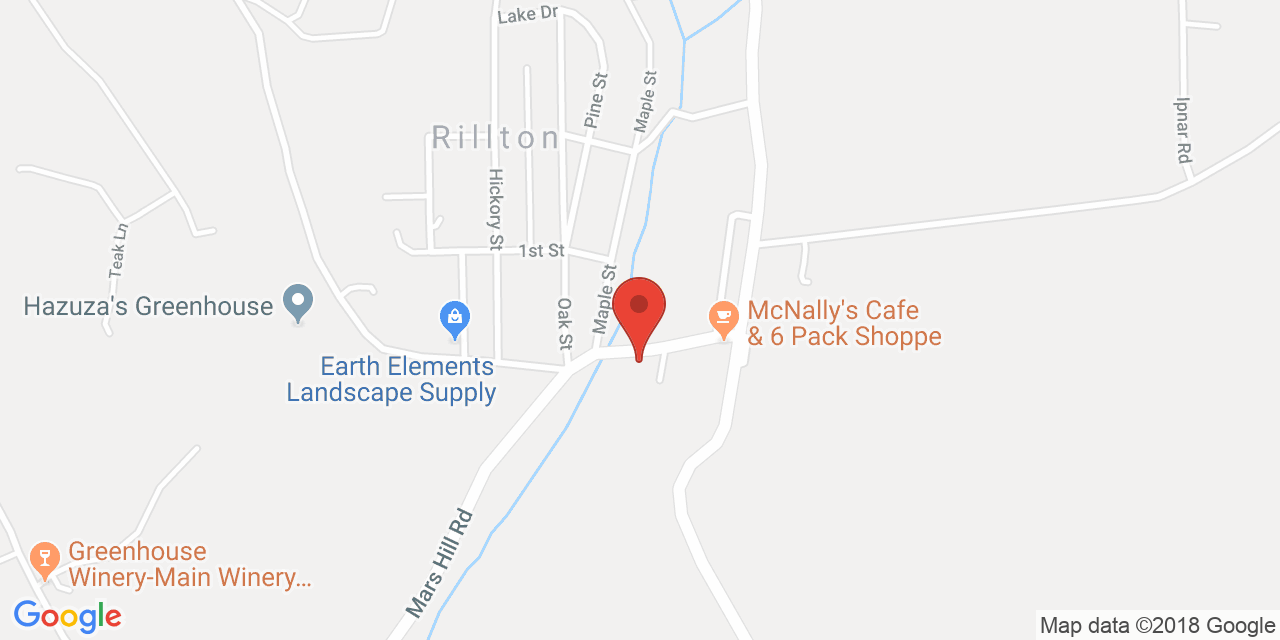 Lake Dr
Pine St
Maple St
Ipnar Rd
Rillton
Hickory St
Teak Ln
1st St
Hazuza's Greenhouse
Oak St
Maple St
McNally's Cafe
& 6 Pack Shoppe
Earth Elements
Landscape Supply
Mars Hill Rd
Greenhouse
Winery-Main Winery...
Google
Map data ©2018 Google